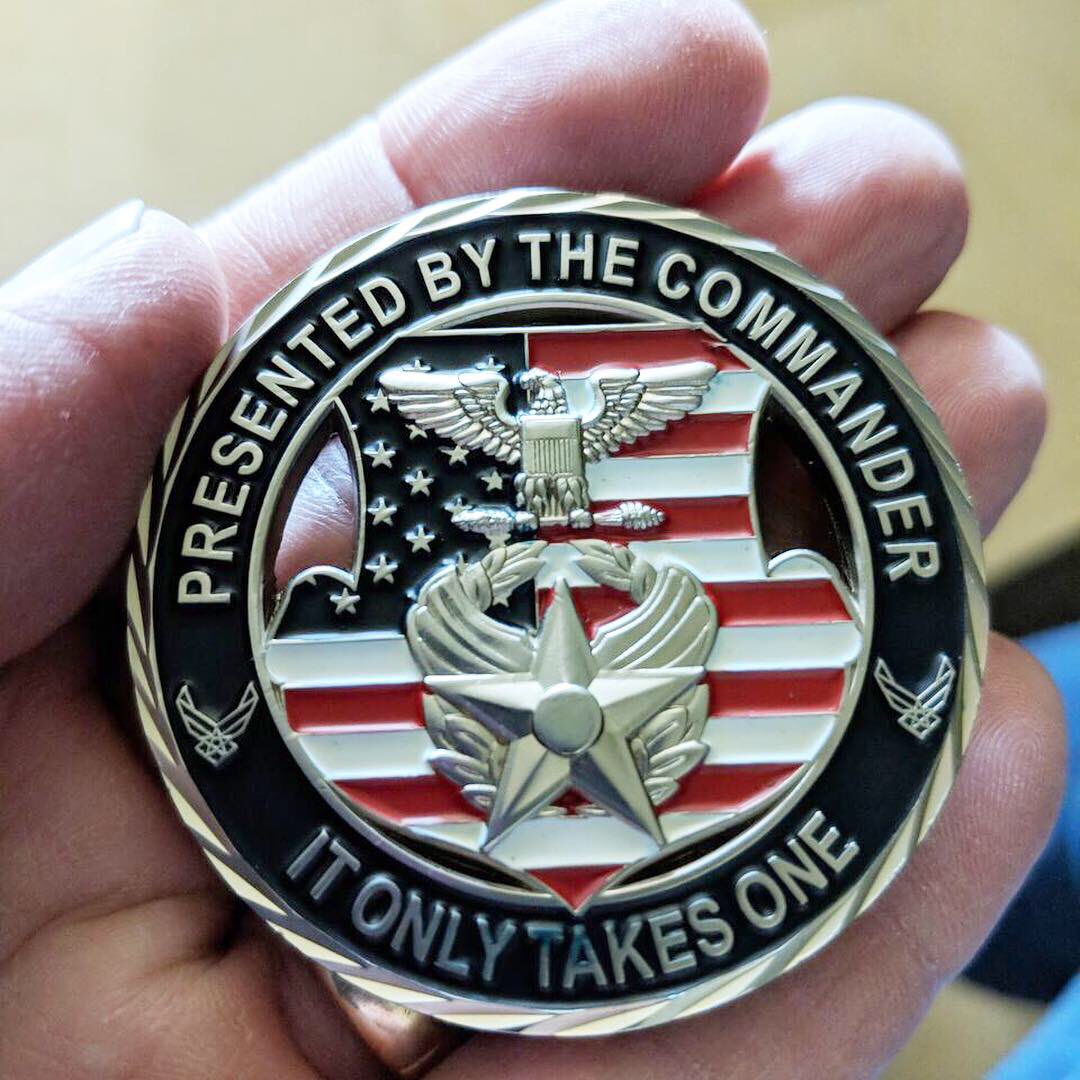 PRESENTED BY THE COMMANDER
IT ONLY TAKES ONE